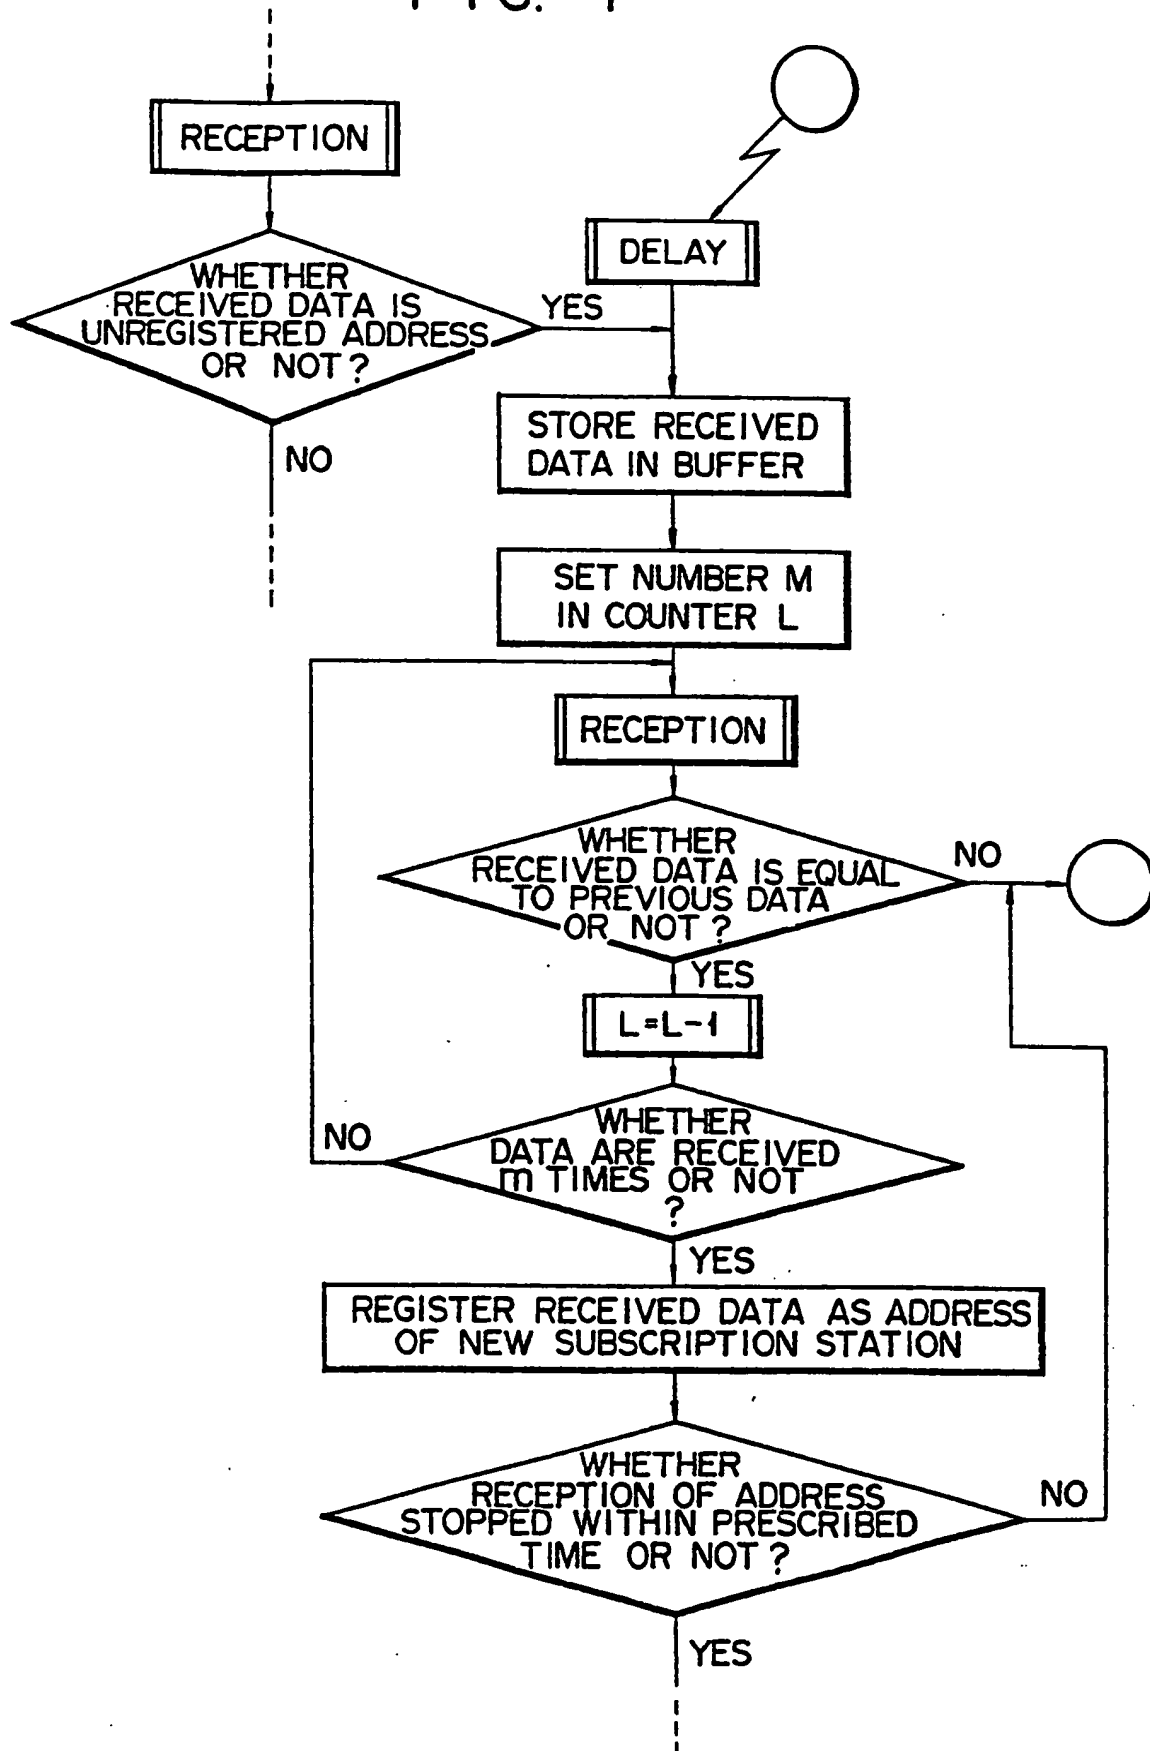 RECEPTION
WHETHER
RECEIVED DATA IS
UNREGISTERED ADDRESS
OR NOT?
YES
NO
DELAY
STORE RECEIVED
DATA IN BUFFER
SET NUMBER M
IN COUNTER L
RECEPTION
WHETHER
RECEIVED DATA IS EQUAL
TO PREVIOUS DATA
OR NOT?
NO
YES
L=L-1
WHETHER
DATA ARE RECEIVED
m TIMES OR NOT
?
NO
YES
REGISTER RECEIVED DATA AS ADDRESS
OF NEW SUBSCRIPTION STATION
WHETHER
RECEPTION OF ADDRESS
STOPPED WITHIN PRESCRIBED
TIME OR NOT?
NO
YES